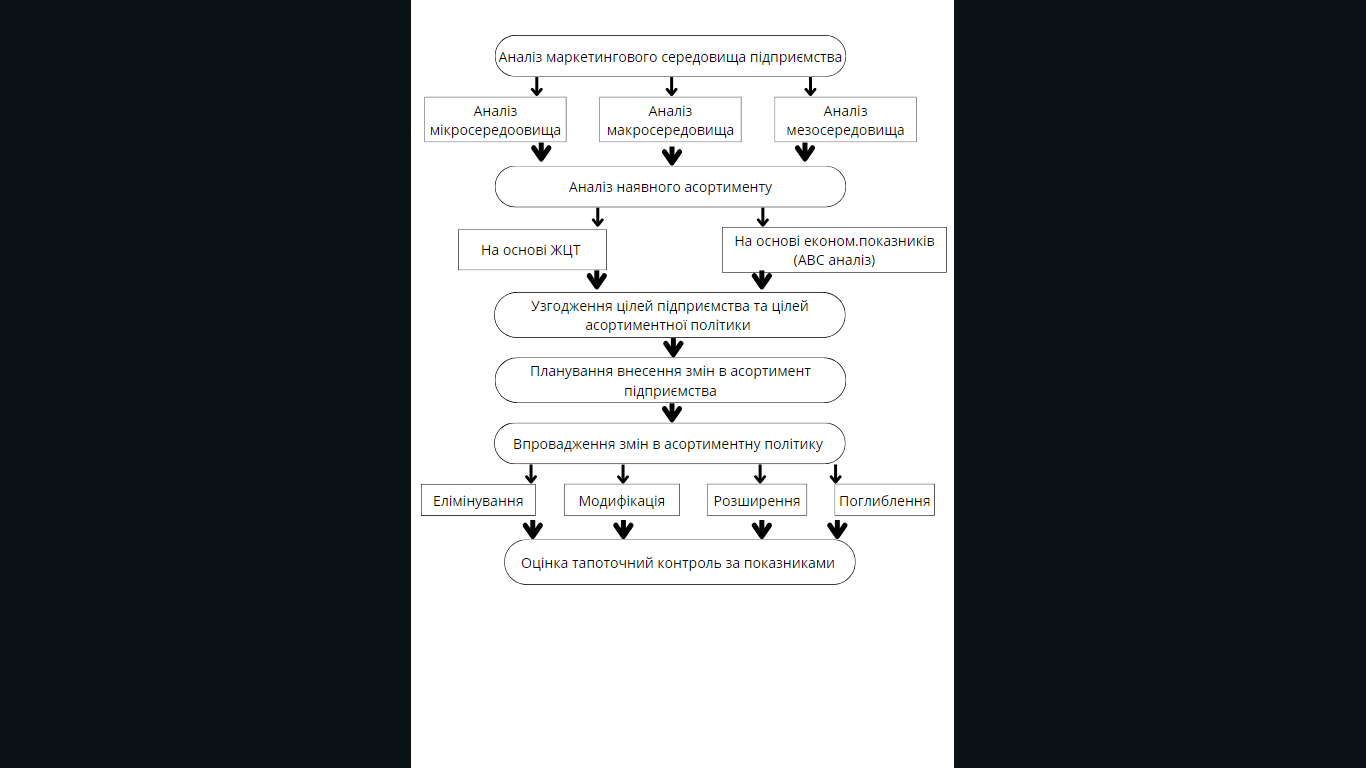 Аналіз маркетингового середовища підприємства
Аналіз
мікросередоовища
Аналіз
макросередовища
Аналіз
мезосередовища
Аналіз наявного асортименту
На основі ЖЦТ
На основі економ.показників
(АВС аналіз)
Узгодження цілей підприємства та цілей
асортиментної політики
Планування внесення змін в асортимент
підприємства
Впровадження змін в асортиментну політику
Елімінування
Модифікація
Розширення
Поглиблення
Оцінка тапоточний контроль за показниками